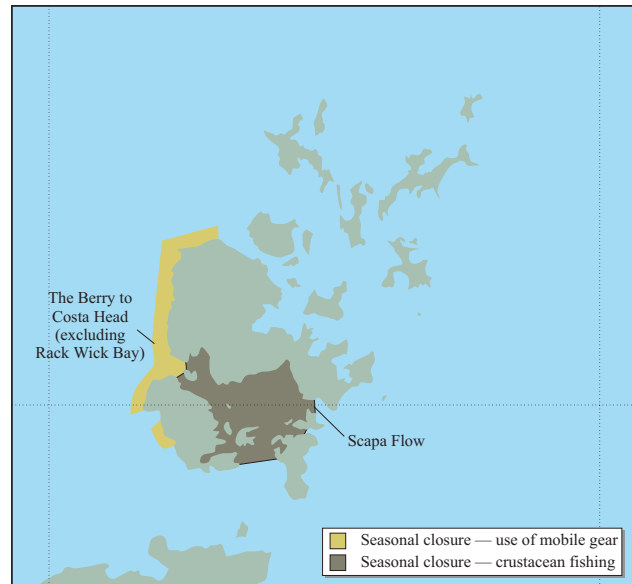 The Berry to
Costa Head
(excluding
Rack Wick Bay)
Scapa Flow
Seasonal closure — use of mobile gear
Seasonal closure — crustacean fishing